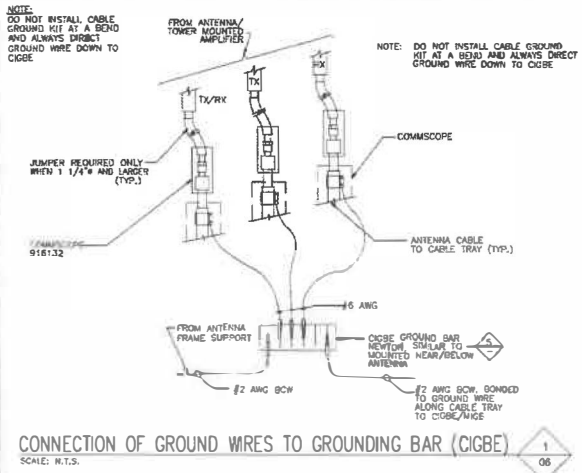 NOTE:
DO NOT INSTALL CABLE
GROUND KIT AT A BEND
AND ALWAYS DIRECT
GROUND WIRE DOWN TO
CIGBE
FROM ANTENNA/
TOWER MOUNTED
AMPLIFIER
NOTE: DO NOT INSTALL CABLE GROUND
KIT AT A BEND AND ALWAYS DIRECT
GROUND WIRE DOWN TO CIGBE
TX/RX
TX
RX
COMMSCOPE
JUMPER REQUIRED ONLY
WHEN 1 1/4"ø AND LARGER
(TYP.)
ANTENNA CABLE
TO CABLE TRAY (TYP.)
COMMSCOPE
916132
#6 AWG
FROM ANTENNA
FRAME SUPPORT
CIGBE GROUND BAR
NEWTON, SIMILAR TO
MOUNTED NEAR/BELOW
ANTENNA
#2 AWG BCW
#2 AWG BCW, BONDED
TO GROUND WIRE
ALONG CABLE TRAY
TO CIGBE/MIGB
CONNECTION OF GROUND WIRES TO GROUNDING BAR (CIGBE)
SCALE: N.T.S.
1
06